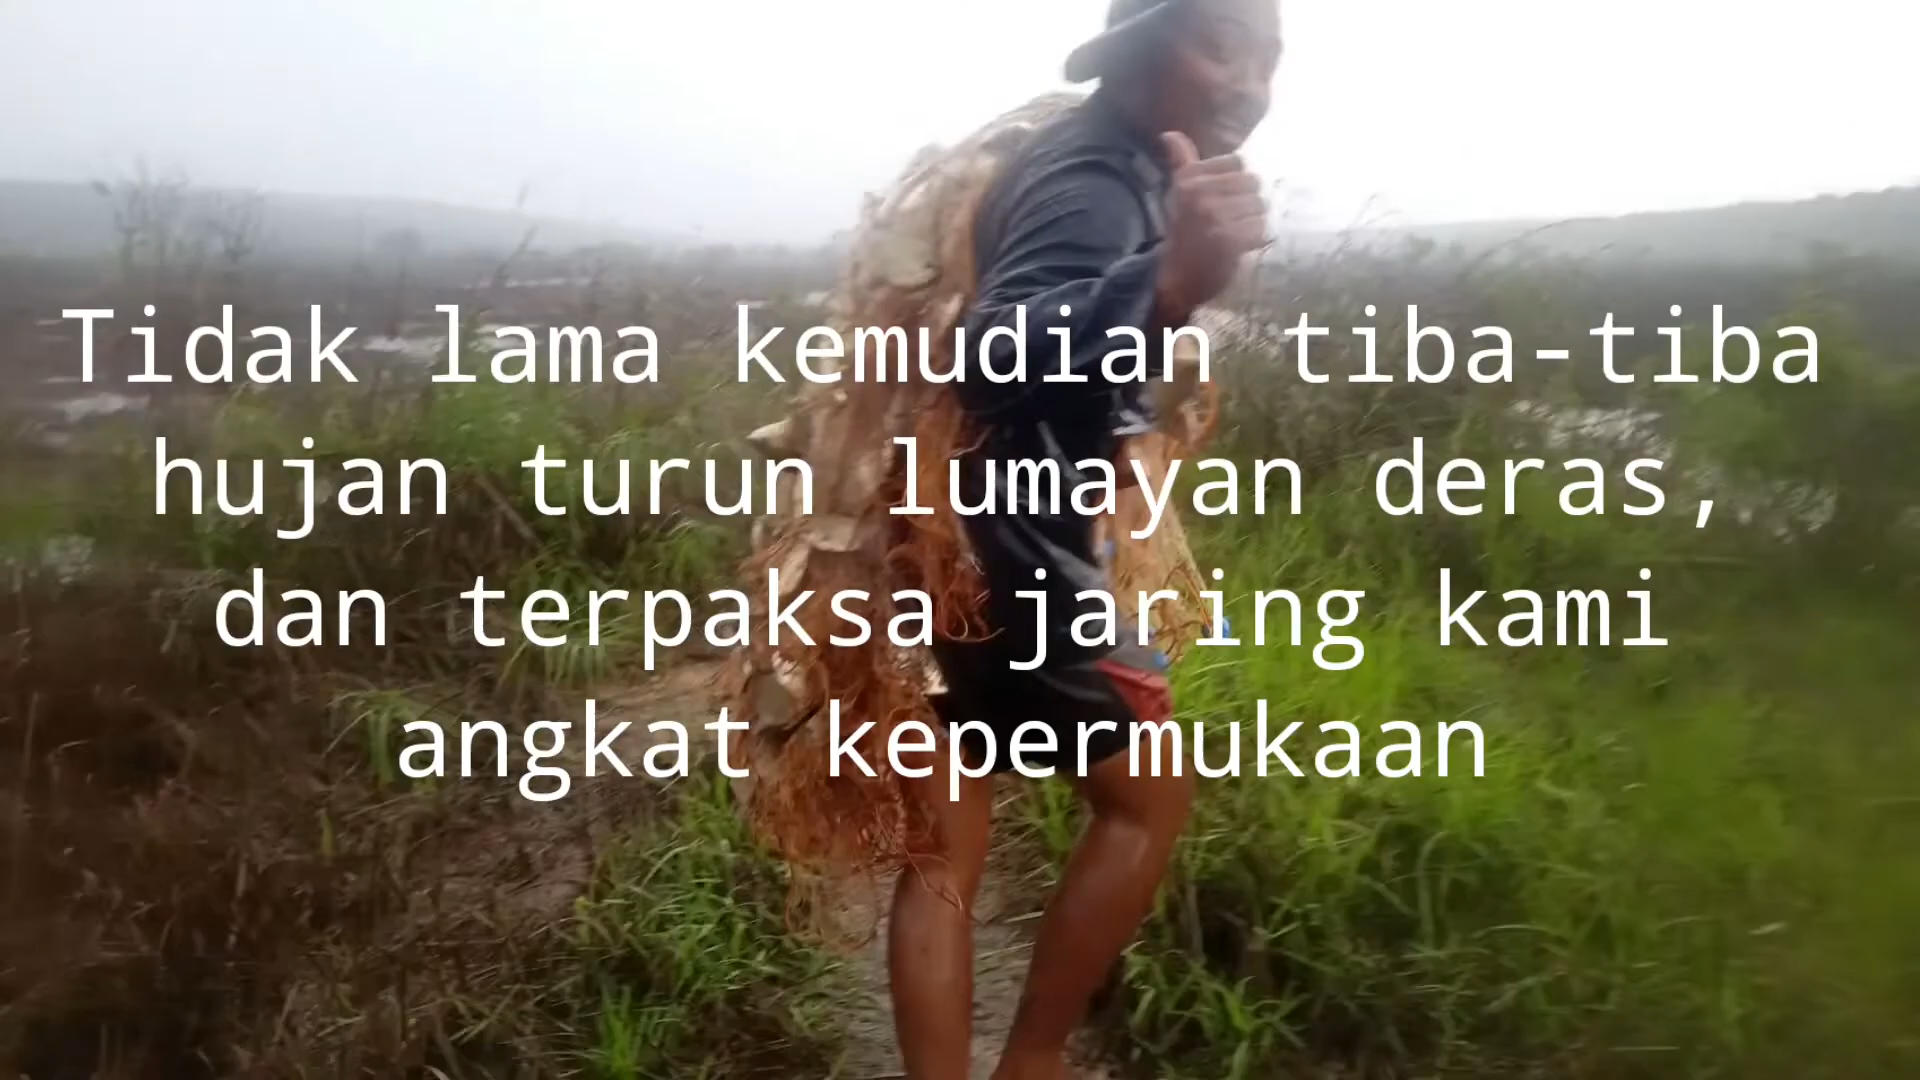 Tidak lama kemudian tiba-tiba
hujan turun lumayan deras,
dan terpaksa jaring kami
angkat kepermukaan